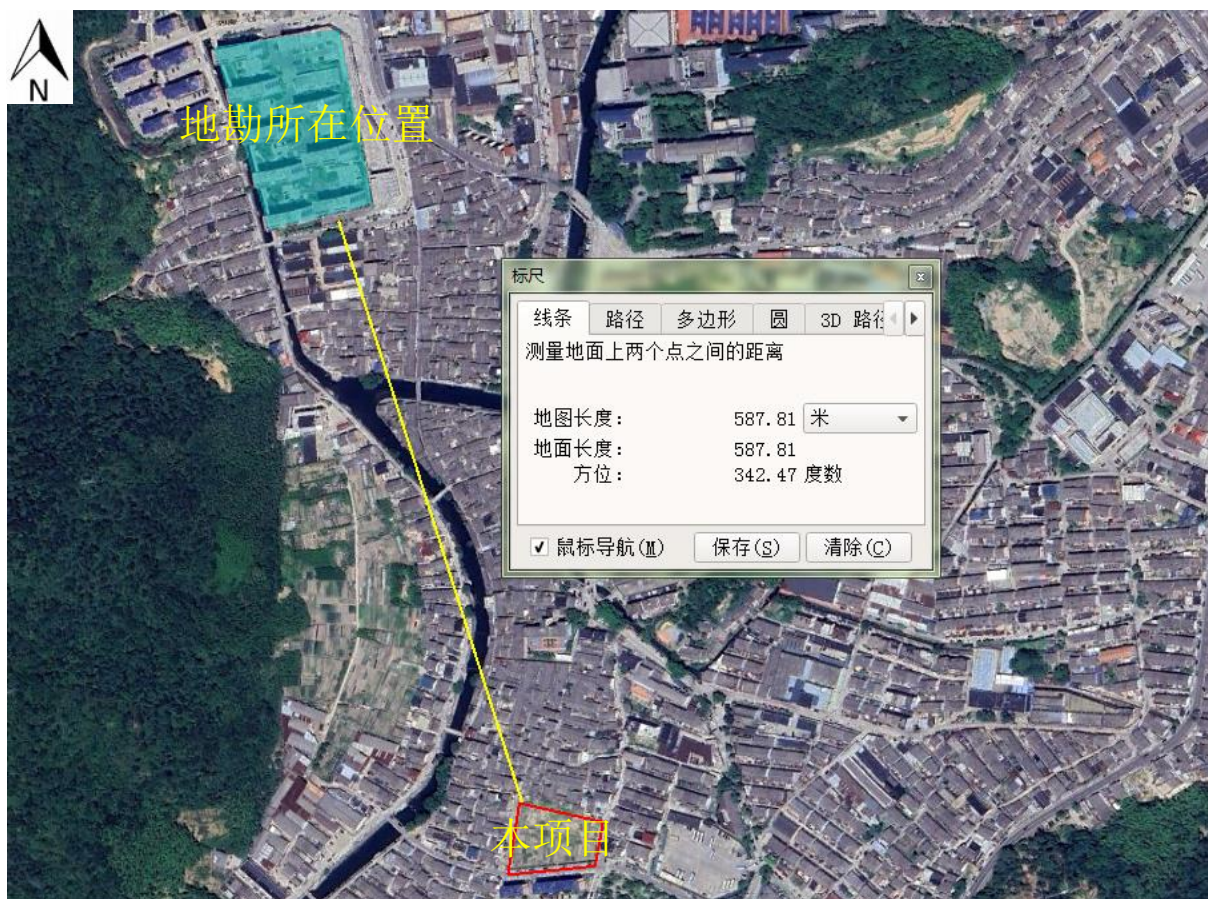 N
地勘所在位置
标尺
线条 路径 多边形 圆 3D 路径
测量地面上两个点之间的距离
地图长度： 587.81 米
地面长度： 587.81
方位： 342.47 度数
鼠标导航(M) 保存(S) 清除(C)
本项目